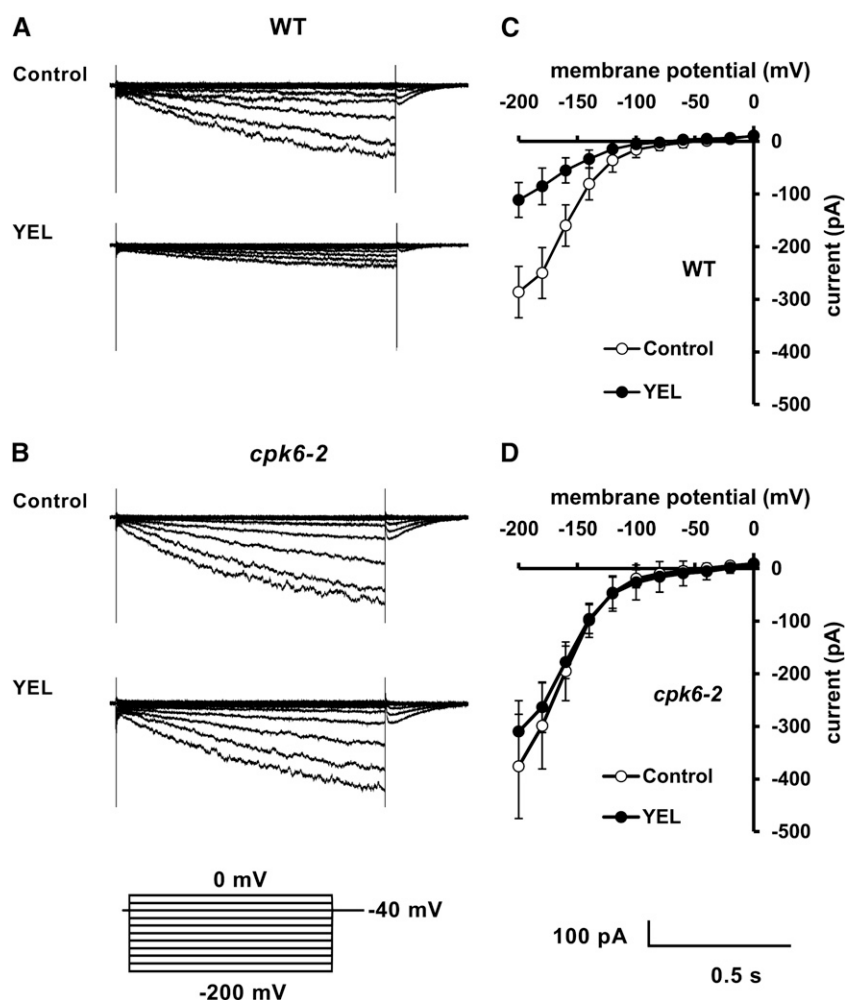 A
WT
Control
YEL
C
membrane potential (mV)
-200 -150 -100 -50 0
0
-100
-200
-300
-400
-500
current (pA)
WT
Control
YEL
B
cpk6-2
Control
YEL
D
membrane potential (mV)
-200 -150 -100 -50 0
0
-100
-200
-300
-400
-500
current (pA)
cpk6-2
Control
YEL
0 mV
-40 mV
-200 mV
100 pA
0.5 s